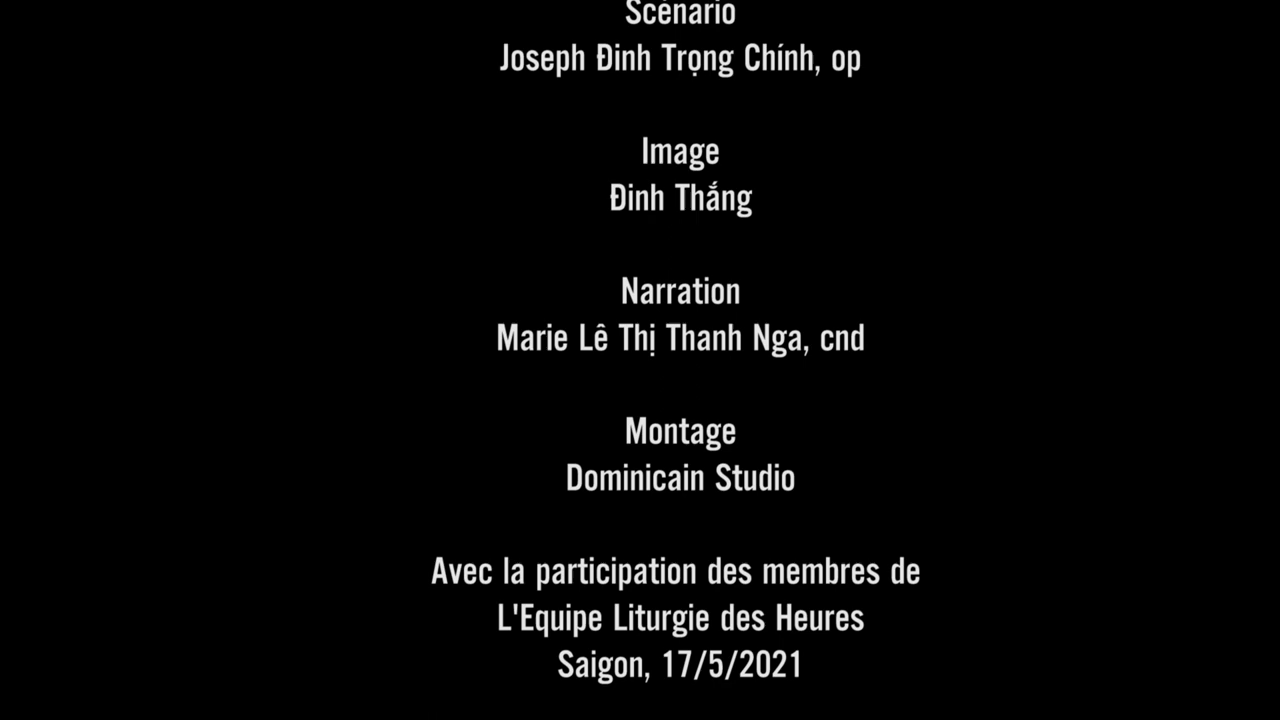 Scénario
Joseph Đinh Trọng Chính, op
Image
Đinh Thắng
Narration
Marie Lê Thị Thanh Nga, cnd
Montage
Dominicain Studio
Avec la participation des membres de
L'Equipe Liturgie des Heures
Saigon, 17/5/2021